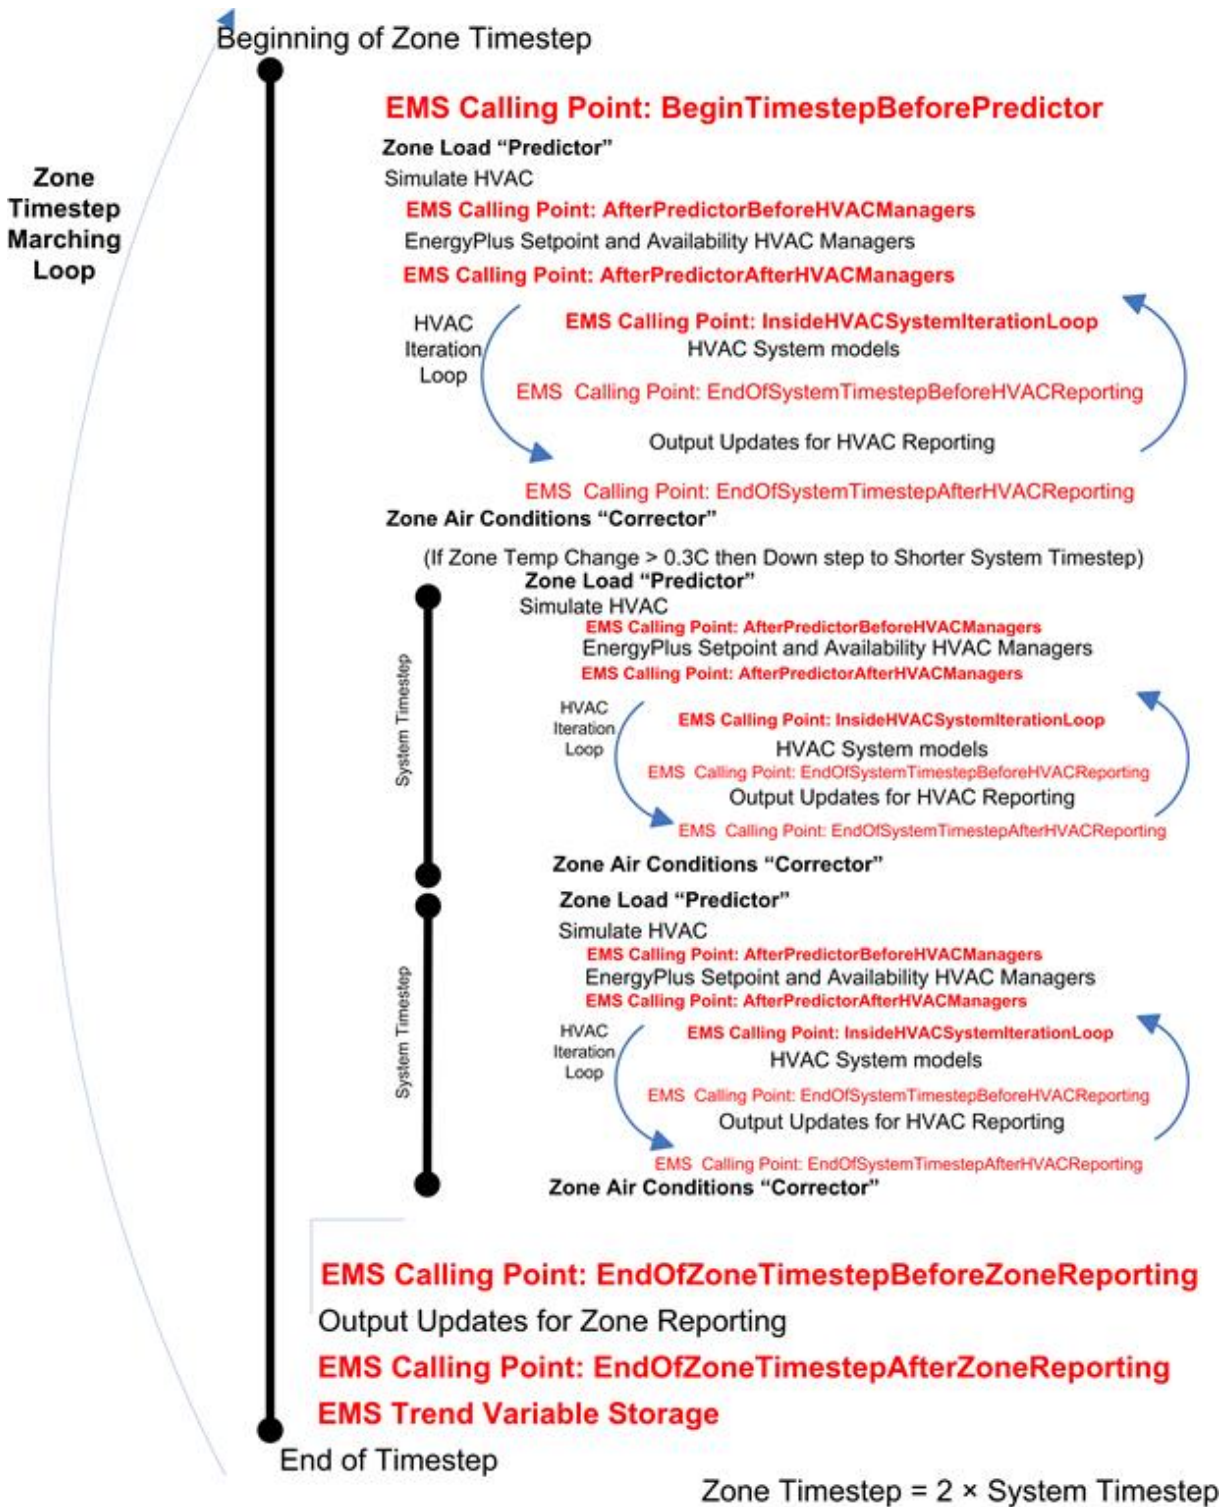 Beginning of Zone Timestep
EMS Calling Point: BeginTimestepBeforePredictor
Zone Load “Predictor”
Simulate HVAC
Zone
Timestep
Marching
Loop
EMS Calling Point: AfterPredictorBeforeHVACManagers
EnergyPlus Setpoint and Availability HVAC Managers
EMS Calling Point: AfterPredictorAfterHVACManagers
HVAC
Iteration
Loop
EMS Calling Point: InsideHVACSystemIterationLoop
HVAC System models
EMS Calling Point: EndOfSystemTimestepBeforeHVACReporting
Output Updates for HVAC Reporting
EMS Calling Point: EndOfSystemTimestepAfterHVACReporting
Zone Air Conditions “Corrector”
(If Zone Temp Change > 0.3C then Down step to Shorter System Timestep)
Zone Load “Predictor”
Simulate HVAC
EMS Calling Point: AfterPredictorBeforeHVACManagers
EnergyPlus Setpoint and Availability HVAC Managers
EMS Calling Point: AfterPredictorAfterHVACManagers
System Timestep
HVAC
Iteration
Loop
EMS Calling Point: InsideHVACSystemIterationLoop
HVAC System models
EMS Calling Point: EndOfSystemTimestepBeforeHVACReporting
Output Updates for HVAC Reporting
EMS Calling Point: EndOfSystemTimestepAfterHVACReporting
Zone Air Conditions “Corrector”
Zone Load “Predictor”
Simulate HVAC
EMS Calling Point: AfterPredictorBeforeHVACManagers
EnergyPlus Setpoint and Availability HVAC Managers
EMS Calling Point: AfterPredictorAfterHVACManagers
System Timestep
HVAC
Iteration
Loop
EMS Calling Point: InsideHVACSystemIterationLoop
HVAC System models
EMS Calling Point: EndOfSystemTimestepBeforeHVACReporting
Output Updates for HVAC Reporting
EMS Calling Point: EndOfSystemTimestepAfterHVACReporting
Zone Air Conditions “Corrector”
EMS Calling Point: EndOfZoneTimestepBeforeZoneReporting
Output Updates for Zone Reporting
EMS Calling Point: EndOfZoneTimestepAfterZoneReporting
EMS Trend Variable Storage
End of Timestep
Zone Timestep = 2 × System Timestep